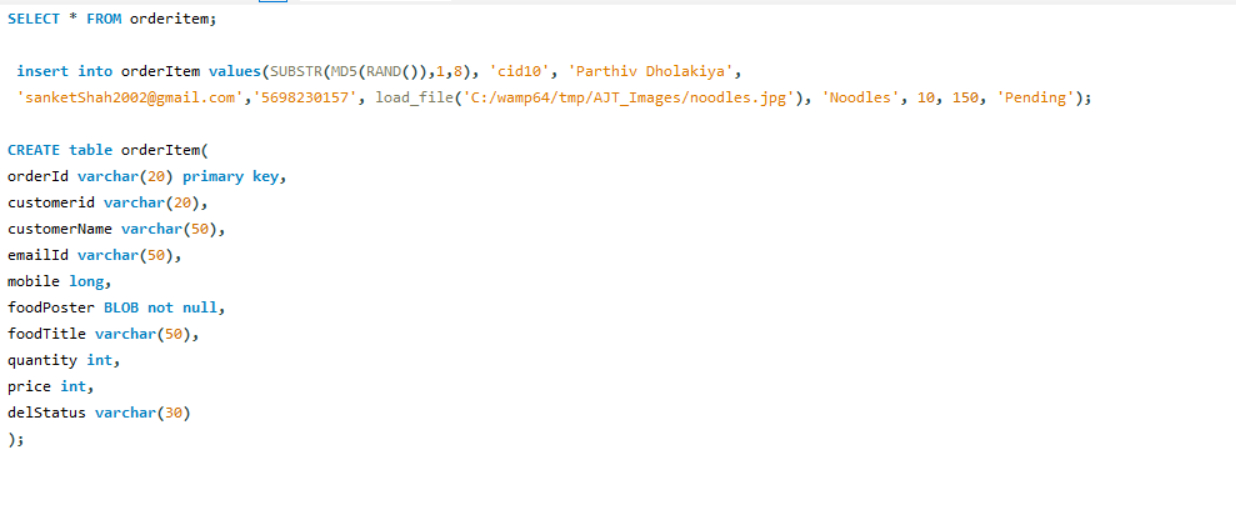 SELECT * FROM orderitem;
insert into orderItem values(SUBSTR(MD5(RAND()),1,8), 'cid10', 'Parthiv Dholakiya',
'sanketShah2002@gmail.com','5698230157', load_file('C:/wamp64/tmp/AJT_Images/noodles.jpg'), 'Noodles', 10, 150, 'Pending');
CREATE table orderItem(
orderId varchar(20) primary key,
customerid varchar(20),
customerName varchar(50),
emailId varchar(50),
mobile long,
foodPoster BLOB not null,
foodTitle varchar(50),
quantity int,
price int,
delStatus varchar(30)
);